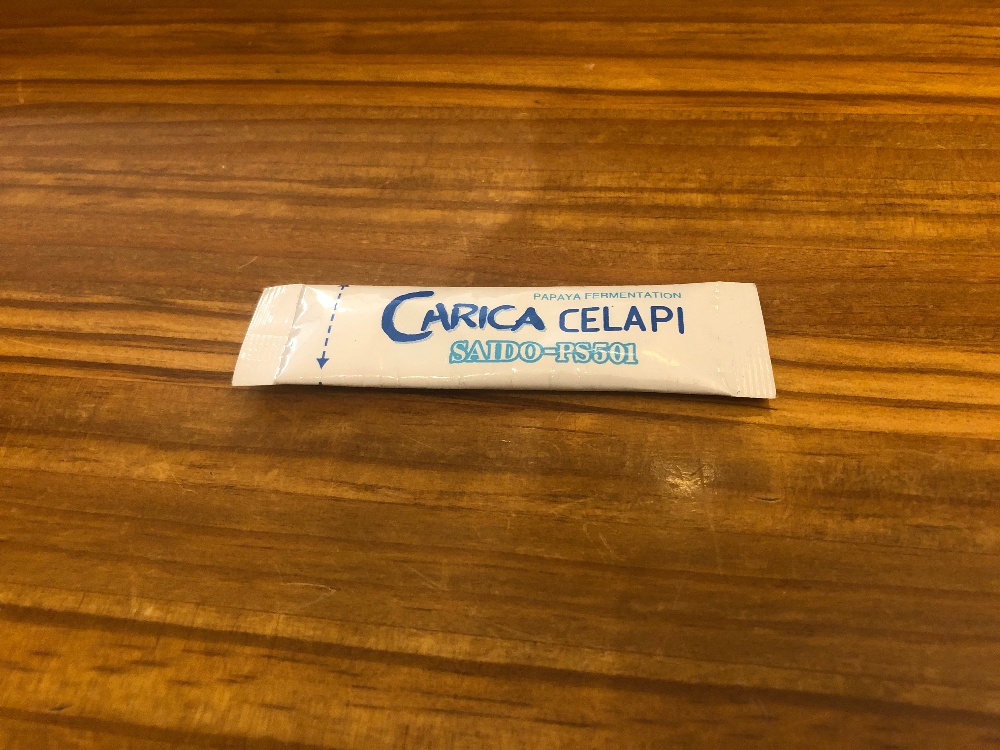 PAPAYA FERMENTATION
CARICA CELAPI
SAIDO-PS501